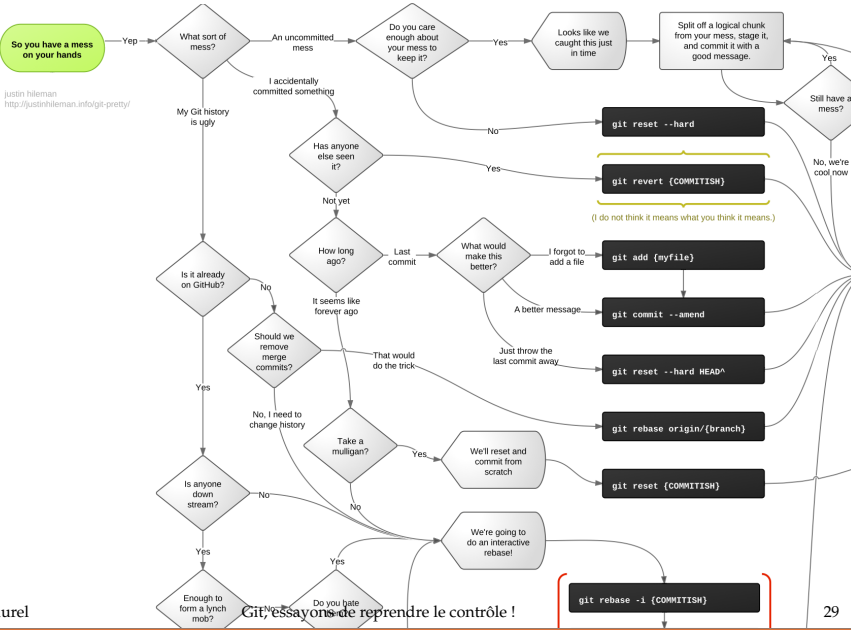 So you have a mess
on your hands
Yep
What sort of
mess?
An uncommitted
mess
Do you care
enough about
your mess to
keep it?
Yes
Looks like we
caught this just
in time
Split off a logical chunk
from your mess, stage it,
and commit it with a
good message.
Yes
Still have a
mess?
No, we're
cool now
justin hileman
http://justinhileman.info/git-pretty/
I accidentally
committed something
My Git history
is ugly
No
git reset --hard
Has anyone
else seen
it?
Yes
git revert {COMMITISH}
(I do not think it means what you think it means.)
Not yet
How long
ago?
Last
commit
What would
make this
better?
I forgot to
add a file
git add {myfile}
A better message
git commit --amend
Just throw the
last commit away
git reset --hard HEAD^
Is it already
on GitHub?
No
It seems like
forever ago
Should we
remove
merge
commits?
That would
do the trick
git rebase origin/{branch}
Yes
No, I need to
change history
Take a
mulligan?
Yes
We'll reset and
commit from
scratch
git reset {COMMITISH}
Is anyone
down
stream?
No
No
We're going to
do an interactive
rebase!
Yes
Yes
git rebase -i {COMMITISH}
Enough to
form a lynch
mob?
No
Do you hate
urel
Git, essayons de reprendre le contrôle !
29